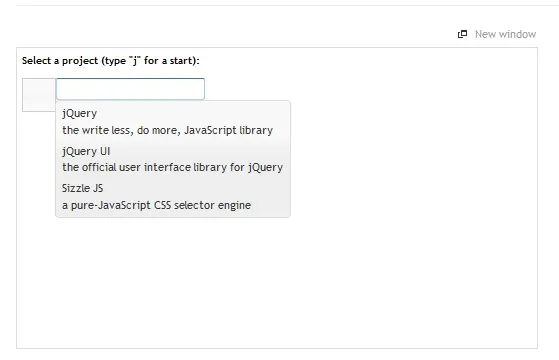 New window
Select a project (type "j" for a start):
jQuery
the write less, do more, JavaScript library
jQuery UI
the official user interface library for jQuery
Sizzle JS
a pure-JavaScript CSS selector engine